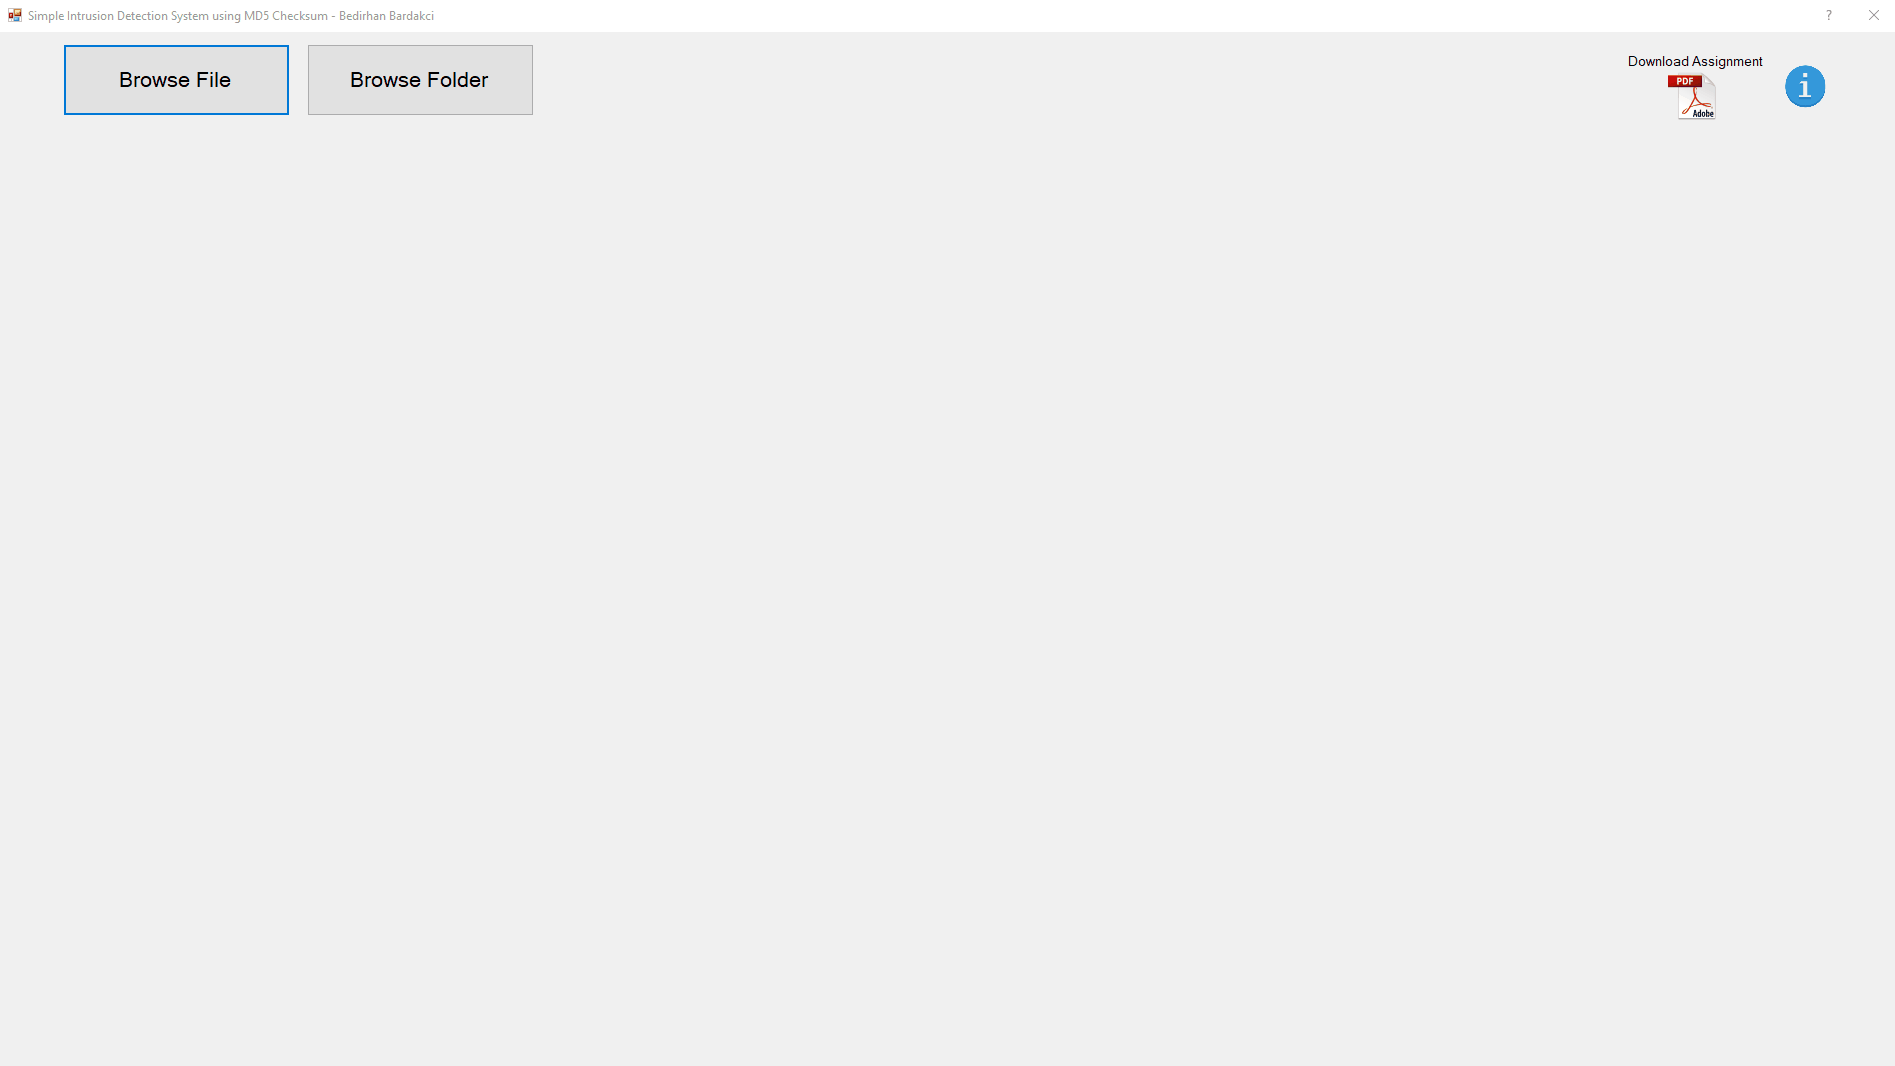 Simple Intrusion Detection System using MD5 Checksum - Bedirhan Bardakci
?
Browse File
Browse Folder
Download Assignment
PDF
Adobe
i